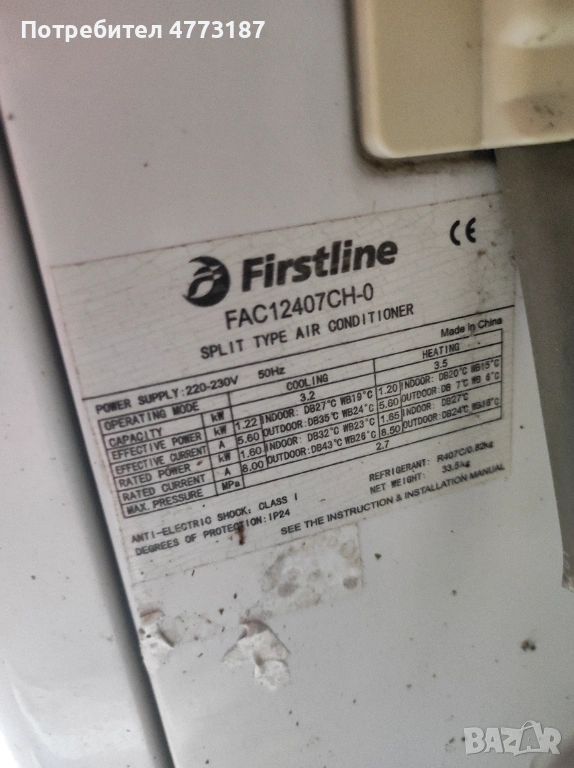 Потребител 4773187
Firstline
CE
FAC12407CH-0
SPLIT TYPE AIR CONDITIONER
Made in China
POWER SUPPLY:220-230V 50Hz
OPERATING MODE COOLING HEATING
CAPACITY kW 3.2 3.5
EFFECTIVE POWER kW 1.22 INDOOR: DB27°C WB19°C 1.20 INDOOR: DB20°C WB15°C
EFFECTIVE CURRENT A 5.60 OUTDOOR:DB35°C WB24°C 5.60 OUTDOOR:DB 7°C WB 6°C
RATED POWER kW 1.60 INDOOR: DB32°C WB23°C 1.65 INDOOR: DB27°C
RATED CURRENT A 8.00 OUTDOOR:DB43°C WB26°C 8.50 OUTDOOR:DB24°C WB18°C
MAX. PRESSURE MPa 2.7
ANTI-ELECTRIC SHOCK: CLASS I REFRIGERANT: R407C/0.82kg
DEGREES OF PROTECTION:IP24 NET WEIGHT: 33.5kg
SEE THE INSTRUCTION & INSTALLATION MANUAL
BAZAR